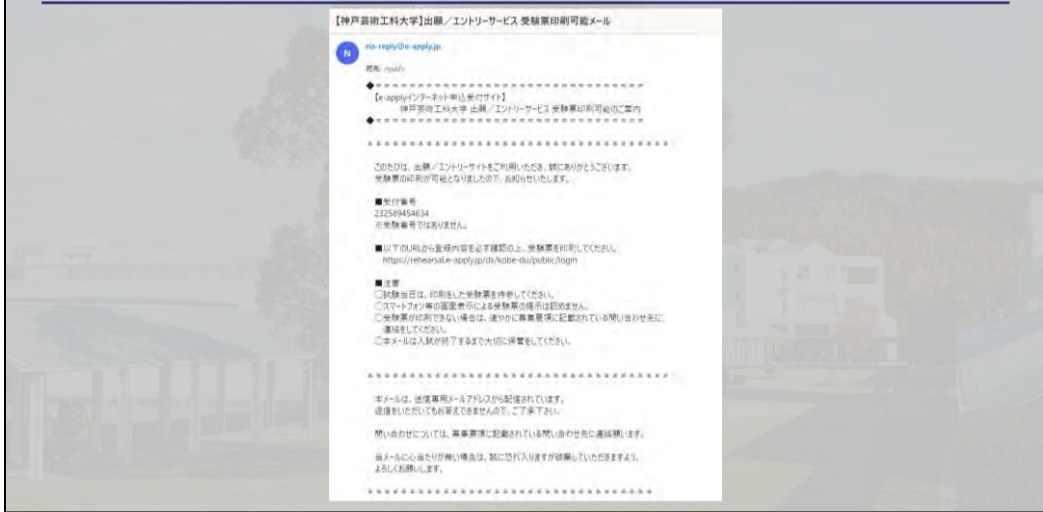 【神戸芸術工科大学】出願／エントリーサービス 受験票印刷可能メール
N
no-reply@e-apply.jp
宛先:
◆＝＝＝＝＝＝＝＝＝＝＝＝＝＝＝＝＝＝＝＝＝＝＝＝＝＝＝＝＝
【e-applyインターネット申込受付サイト】
神戸芸術工科大学 出願／エントリーサービス 受験票印刷可能のご案内
◆＝＝＝＝＝＝＝＝＝＝＝＝＝＝＝＝＝＝＝＝＝＝＝＝＝＝＝＝＝
＊＊＊＊＊＊＊＊＊＊＊＊＊＊＊＊＊＊＊＊＊＊＊＊＊＊＊＊＊＊＊＊＊
このたびは、出願／エントリーサイトをご利用いただき、誠にありがとうございます。
受験票の印刷が可能となりましたので、お知らせいたします。
■受付番号
232589454634
※受験番号ではありません。
■以下のURLから登録内容を必ず確認の上、受験票を印刷してください。
https://rehearsal.e-apply.jp/ds/kobe-du/public/login
■注意
〇試験当日は、印刷をした受験票を持参してください。
〇スマートフォン等の画面表示による受験票の提示は認めません。
〇受験票が印刷できない場合は、速やかに募集要項に記載されている問い合わせ先に
連絡をしてください。
〇本メールは入試が終了するまで大切に保管をしてください。
＊＊＊＊＊＊＊＊＊＊＊＊＊＊＊＊＊＊＊＊＊＊＊＊＊＊＊＊＊＊＊＊＊
本メールは、送信専用メールアドレスから配信されています。
返信をいただいてもお答えできませんので、ご了承下さい。
問い合わせについては、募集要項に記載されている問い合わせ先に連絡願います。
当メールに心当たりが無い場合は、誠に恐れ入りますが破棄していただきますよう、
よろしくお願いします。
＊＊＊＊＊＊＊＊＊＊＊＊＊＊＊＊＊＊＊＊＊＊＊＊＊＊＊＊＊＊＊